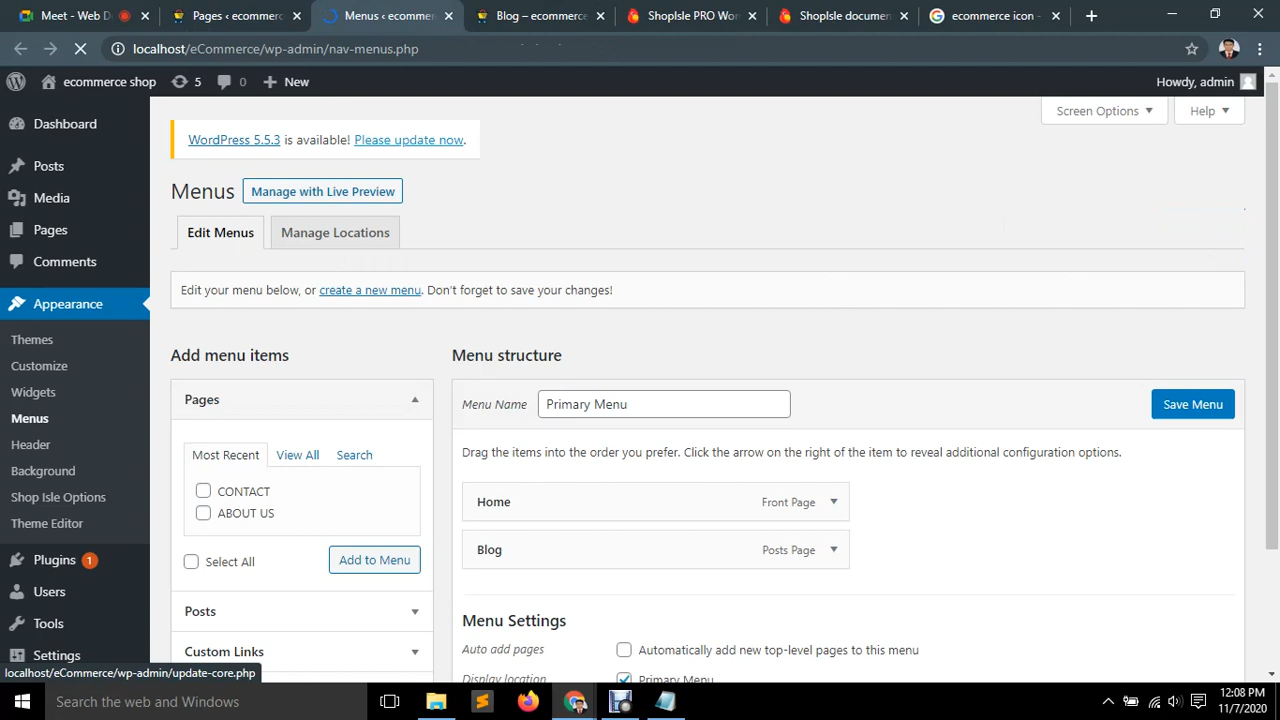 Meet - Web D
Pages ‹ ecommerc
Menus ‹ ecommer
Blog – ecommerce
ShopIsle PRO Wor
ShopIsle documen
ecommerce icon -
localhost/eCommerce/wp-admin/nav-menus.php
ecommerce shop
5
0
New
Howdy, admin
Dashboard
Posts
Media
Pages
Comments
Appearance
Themes
Customize
Widgets
Menus
Header
Background
Shop Isle Options
Theme Editor
Plugins 1
Users
Tools
Settings
localhost/eCommerce/wp-admin/update-core.php
Screen Options
Help
WordPress 5.5.3 is available! Please update now.
Menus
Manage with Live Preview
Edit Menus
Manage Locations
Edit your menu below, or create a new menu. Don't forget to save your changes!
Add menu items
Pages
Most Recent
View All
Search
CONTACT
ABOUT US
Select All
Add to Menu
Posts
Custom Links
Menu structure
Menu Name
Primary Menu
Save Menu
Drag the items into the order you prefer. Click the arrow on the right of the item to reveal additional configuration options.
Home
Front Page
Blog
Posts Page
Menu Settings
Auto add pages
Automatically add new top-level pages to this menu
Display location
Primary Menu
Search the web and Windows
12:08 PM
11/7/2020